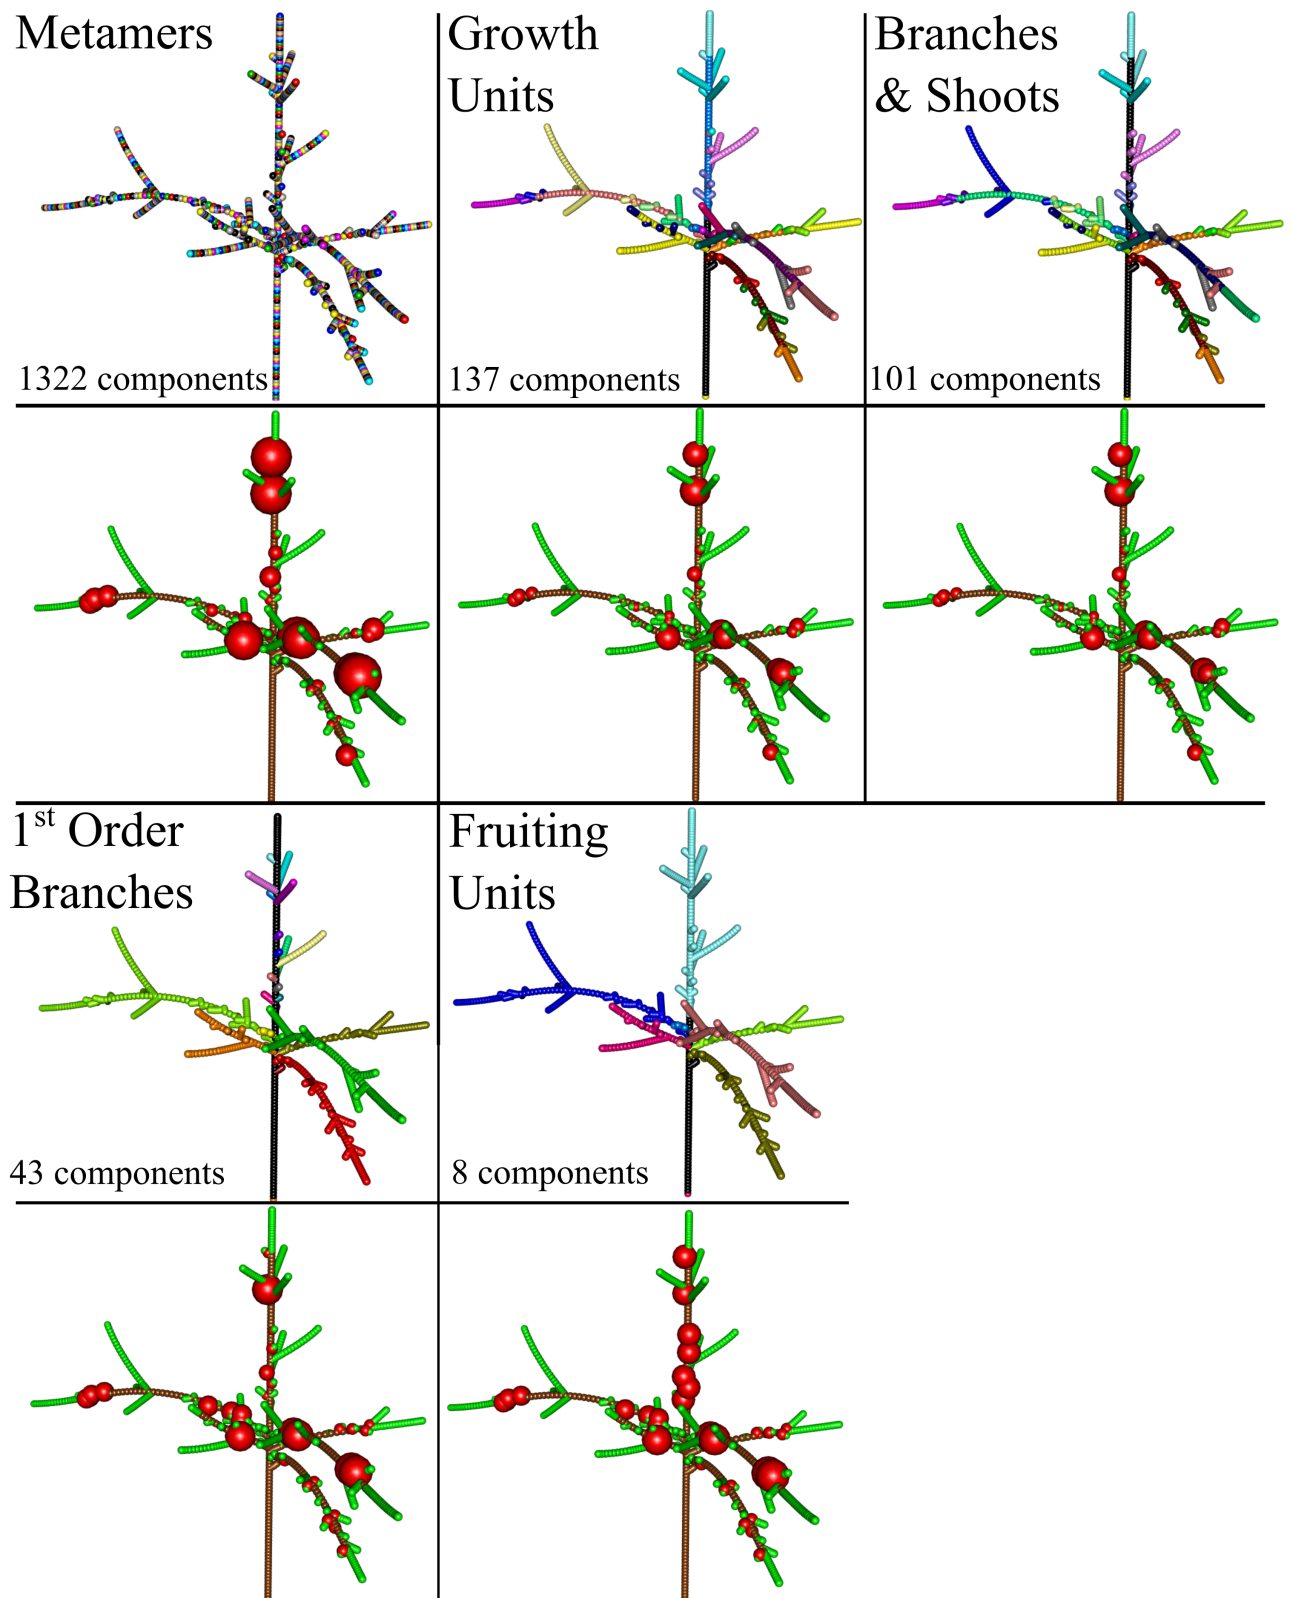 Metamers
1322 components
Growth
Units
137 components
Branches
& Shoots
101 components
1st Order
Branches
43 components
Fruiting
Units
8 components